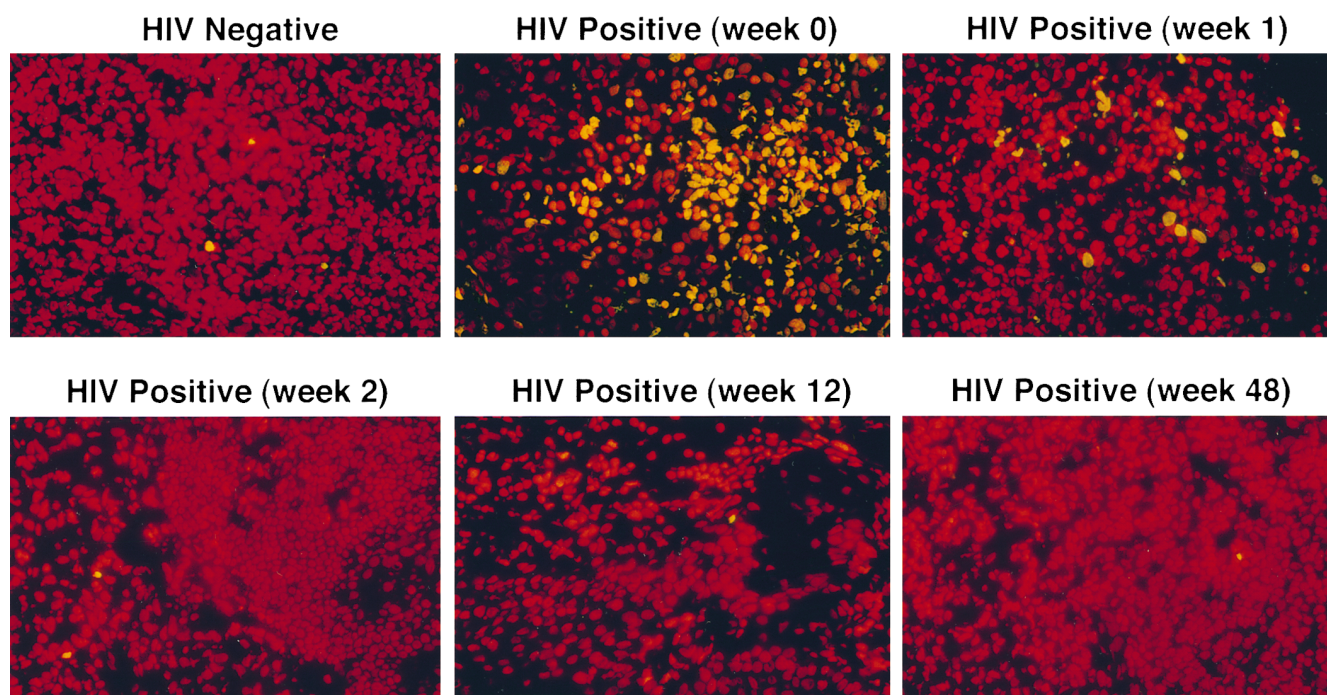 HIV Negative
HIV Positive (week 0)
HIV Positive (week 1)
HIV Positive (week 2)
HIV Positive (week 12)
HIV Positive (week 48)